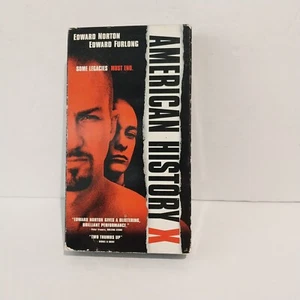 EDWARD NORTON
EDWARD FURLONG
SOME LEGACIES MUST END.
AMERICAN HISTORY X
"EDWARD NORTON GIVES A BLISTERING,
BRILLIANT PERFORMANCE."
"TWO THUMBS UP"